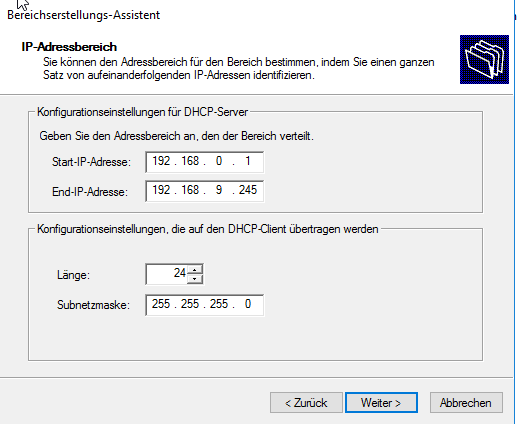 Bereichserstellungs-Assistent
IP-Adressbereich
Sie können den Adressbereich für den Bereich bestimmen, indem Sie einen ganzen
Satz von aufeinanderfolgenden IP-Adressen identifizieren.
Konfigurationseinstellungen für DHCP-Server
Geben Sie den Adressbereich an, den der Bereich verteilt.
Start-IP-Adresse: 192 . 168 . 0 . 1
End-IP-Adresse: 192 . 168 . 9 . 245
Konfigurationseinstellungen, die auf den DHCP-Client übertragen werden
Länge: 24
Subnetzmaske: 255 . 255 . 255 . 0
< Zurück Weiter > Abbrechen